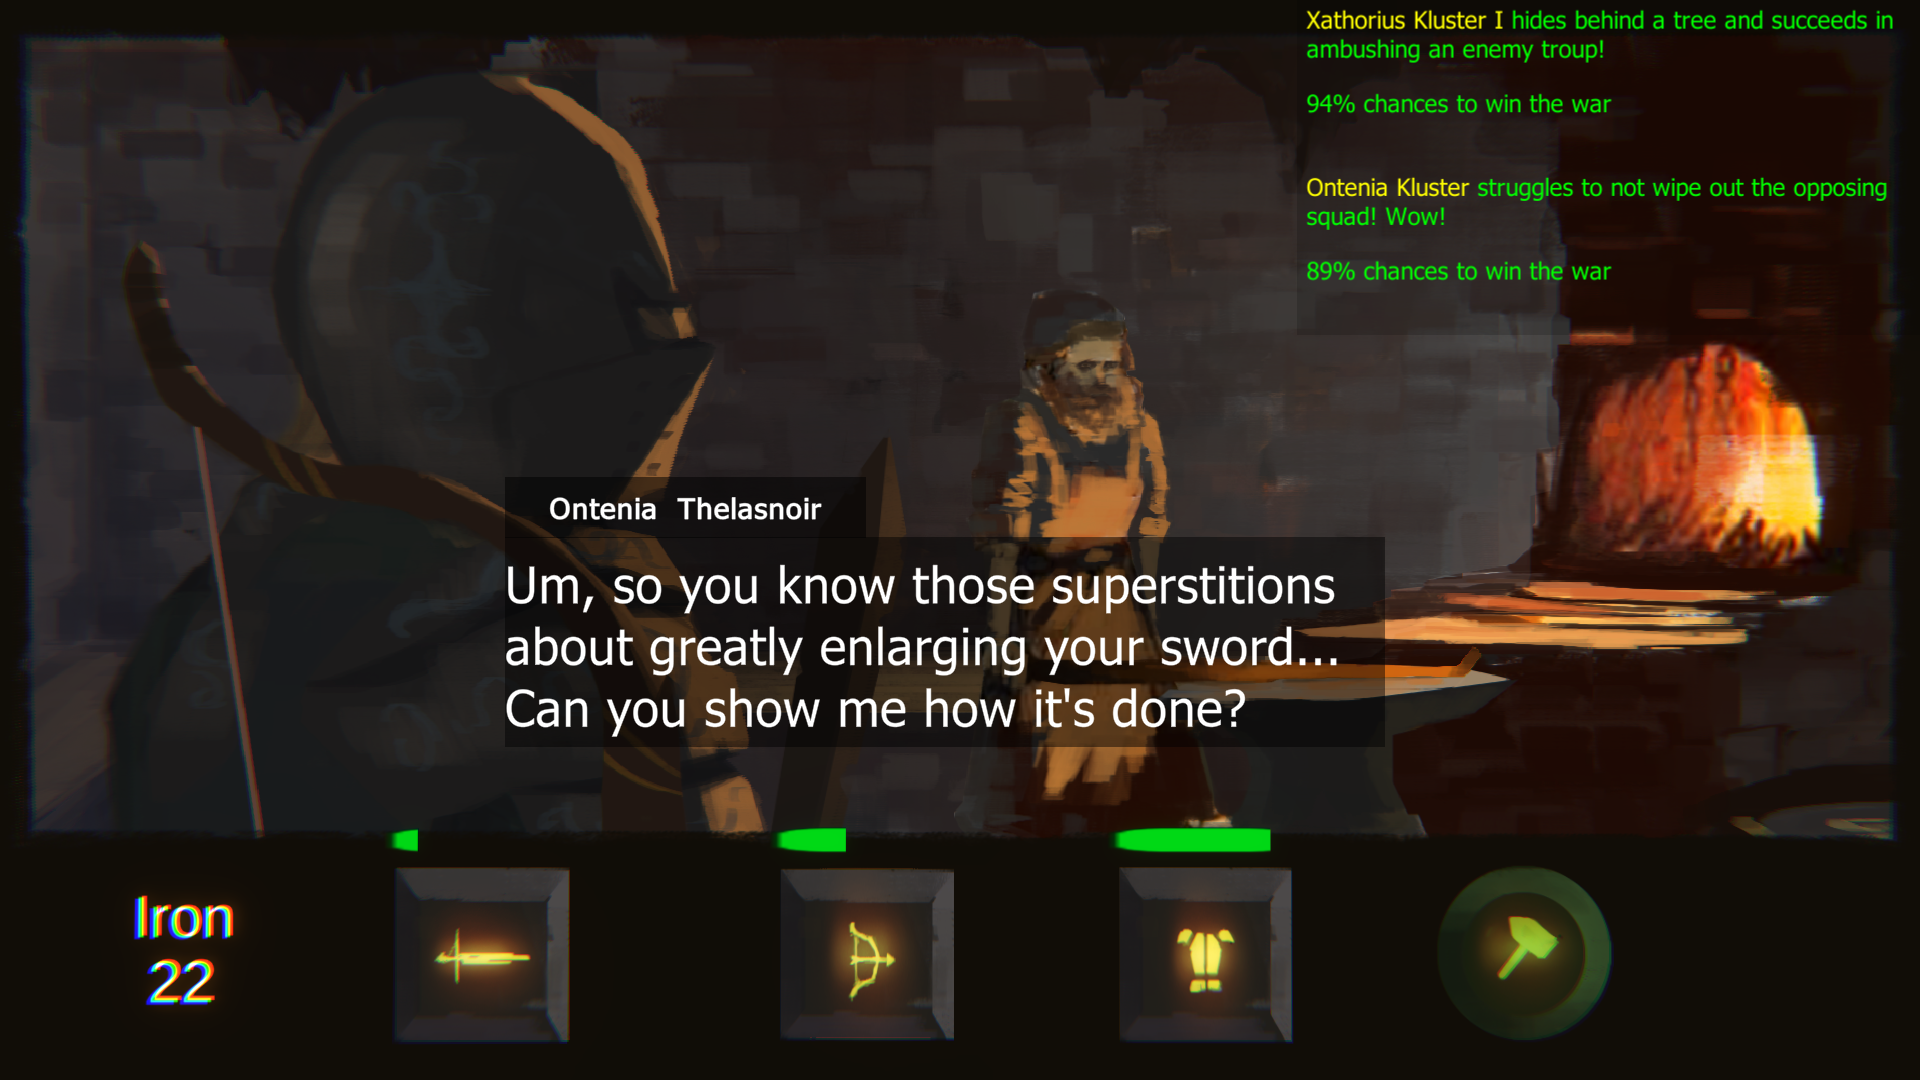 Xathorius Kluster I hides behind a tree and succeeds in
ambushing an enemy troup!
94% chances to win the war
Ontenia Kluster struggles to not wipe out the opposing
squad! Wow!
89% chances to win the war
Ontenia Thelasnoir
Um, so you know those superstitions
about greatly enlarging your sword...
Can you show me how it's done?
Iron
22